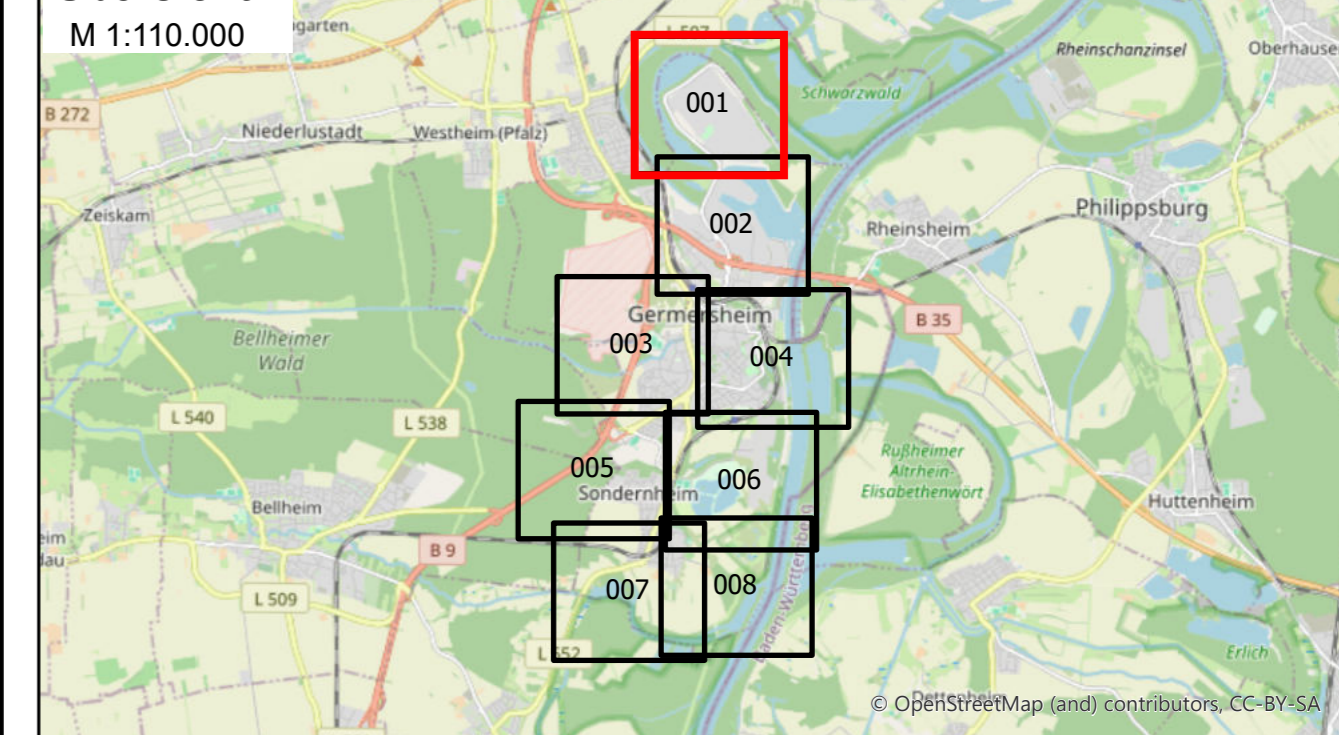 M 1:110.000
garten
L 507
Rheinschanzinsel
001
Schwarzwald
B 272
Niederlustadt
Westheim (Pfalz)
Zeiskam
002
Rheinsheim
Philippsburg
Germersheim
B 35
Bellheimer
Wald
003
004
L 540
L 538
Rußheimer
Altrhein-
Elisabethenwört
005
Sondernheim
006
Bellheim
Huttenheim
B 9
007
008
L 509
Baden-Württemberg
L 552
Erlich
Dettenheim
© OpenStreetMap (and) contributors, CC-BY-SA